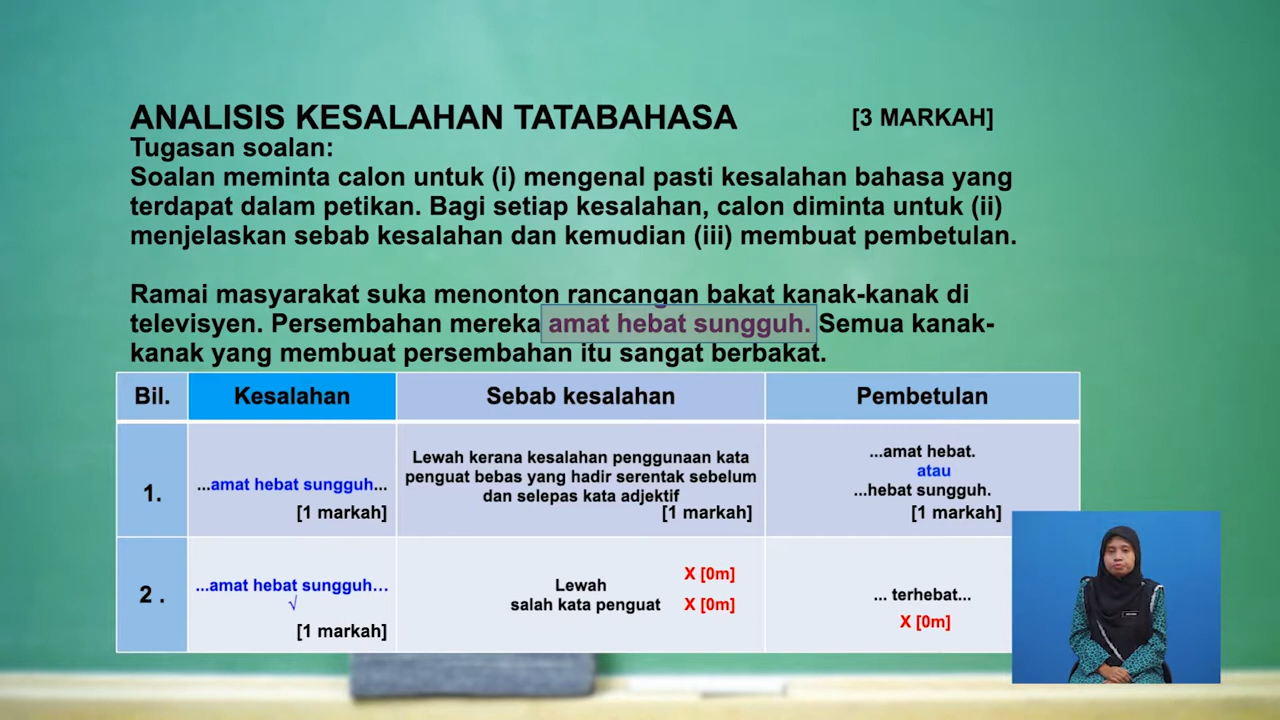 ANALISIS KESALAHAN TATABAHASA [3 MARKAH]
Tugasan soalan:
Soalan meminta calon untuk (i) mengenal pasti kesalahan bahasa yang
terdapat dalam petikan. Bagi setiap kesalahan, calon diminta untuk (ii)
menjelaskan sebab kesalahan dan kemudian (iii) membuat pembetulan.
Ramai masyarakat suka menonton rancangan bakat kanak-kanak di
televisyen. Persembahan mereka amat hebat sungguh. Semua kanak-
kanak yang membuat persembahan itu sangat berbakat.
Bil. Kesalahan Sebab kesalahan Pembetulan
1.
...amat hebat sungguh...
[1 markah]
Lewah kerana kesalahan penggunaan kata
penguat bebas yang hadir serentak sebelum
dan selepas kata adjektif
[1 markah]
...amat hebat.
atau
...hebat sungguh.
[1 markah]
2 .
...amat hebat sungguh...
√
[1 markah]
Lewah X [0m]
salah kata penguat X [0m]
... terhebat...
X [0m]